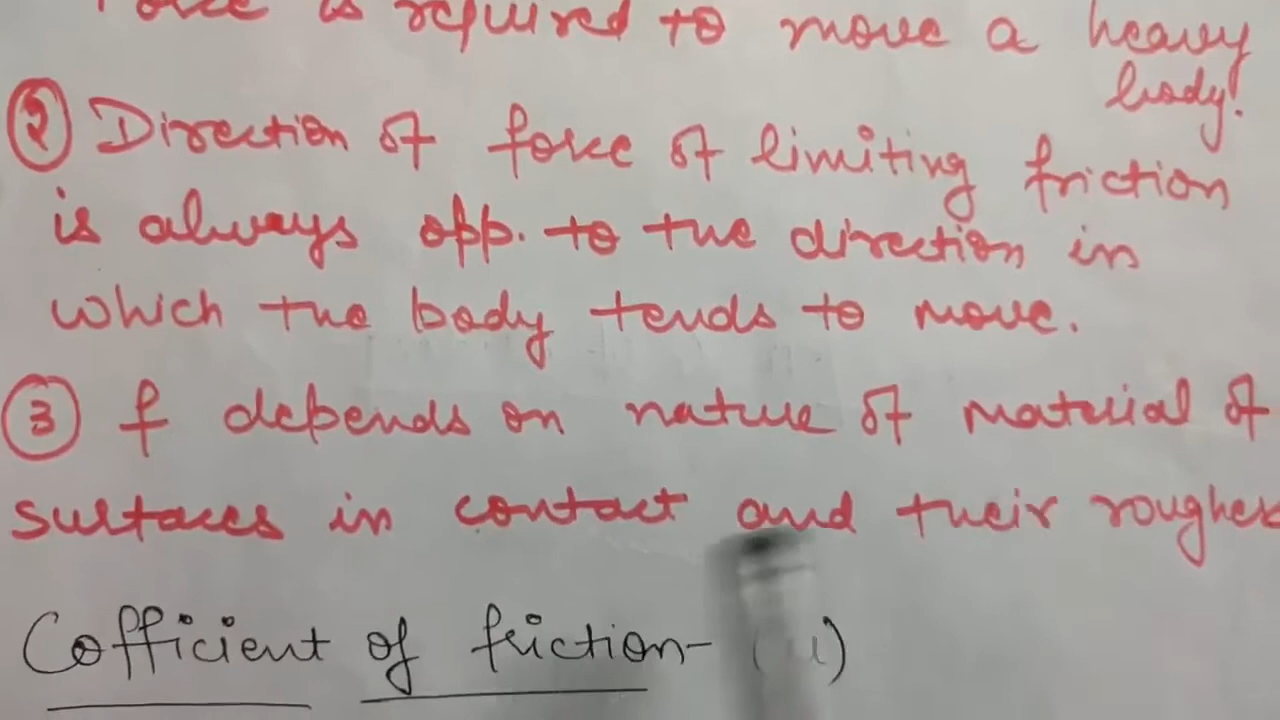 Force is required to move a heavy
body!
② Direction of force of limiting friction
is always opp. to the direction in
which the body tends to move.
③ f depends on nature of material of
surfaces in contact and their
Cofficient of friction-